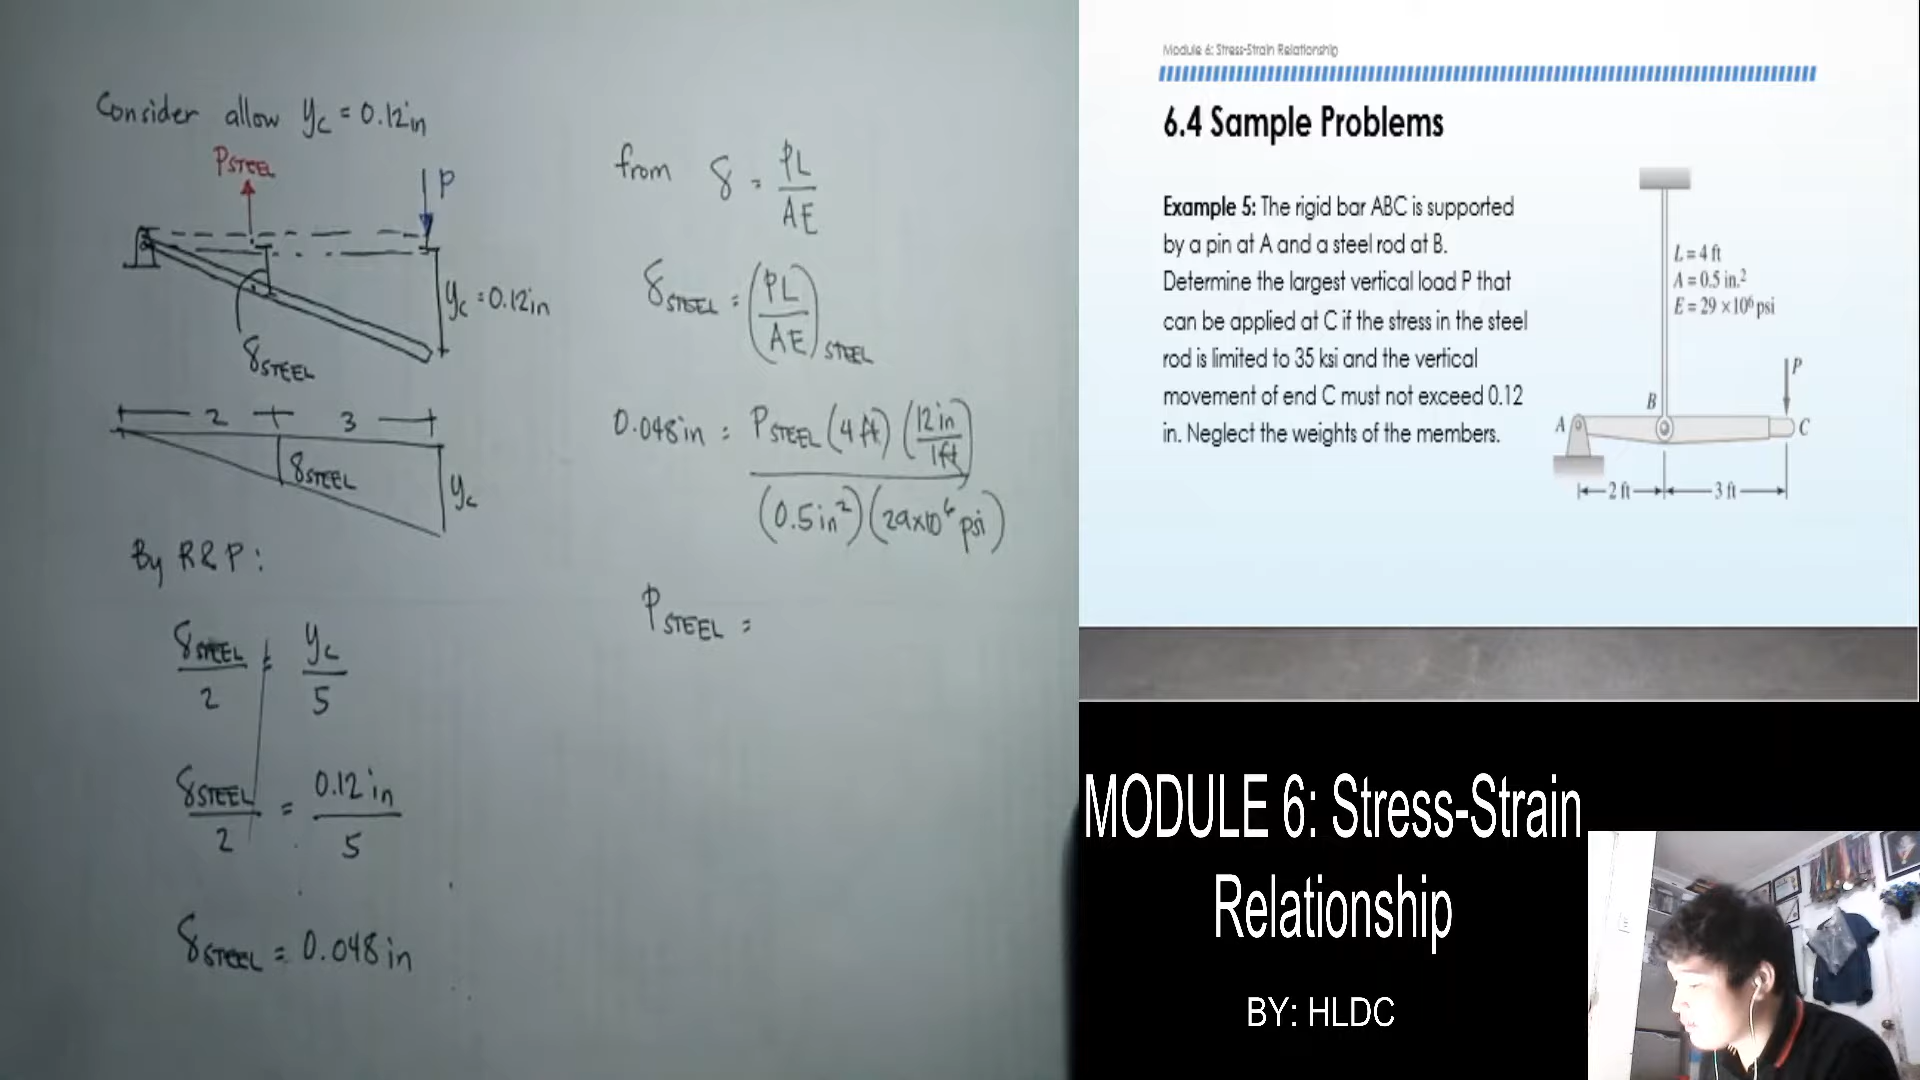 Consider allow yc = 0.12in
PSTEEL
P
yc = 0.12in
δSTEEL
2
3
δSTEEL
yc
By R&P:
δSTEEL/2 = yc/5
δSTEEL/2 = 0.12 in/5
δSTEEL = 0.048 in
from δ = PL/AE
δSTEEL = (PL/AE)STEEL
0.048in = PSTEEL (4 ft) (12 in/1ft)
(0.5in²)(29x10⁶ psi)
PSTEEL =
Module 6: Stress-Strain Relationship
6.4 Sample Problems
Example 5: The rigid bar ABC is supported
by a pin at A and a steel rod at B.
Determine the largest vertical load P that
can be applied at C if the stress in the steel
rod is limited to 35 ksi and the vertical
movement of end C must not exceed 0.12
in. Neglect the weights of the members.
L = 4 ft
A = 0.5 in.²
E = 29 × 10⁶ psi
P
B
A
C
2 ft
3 ft
MODULE 6: Stress-Strain
Relationship
BY: HLDC